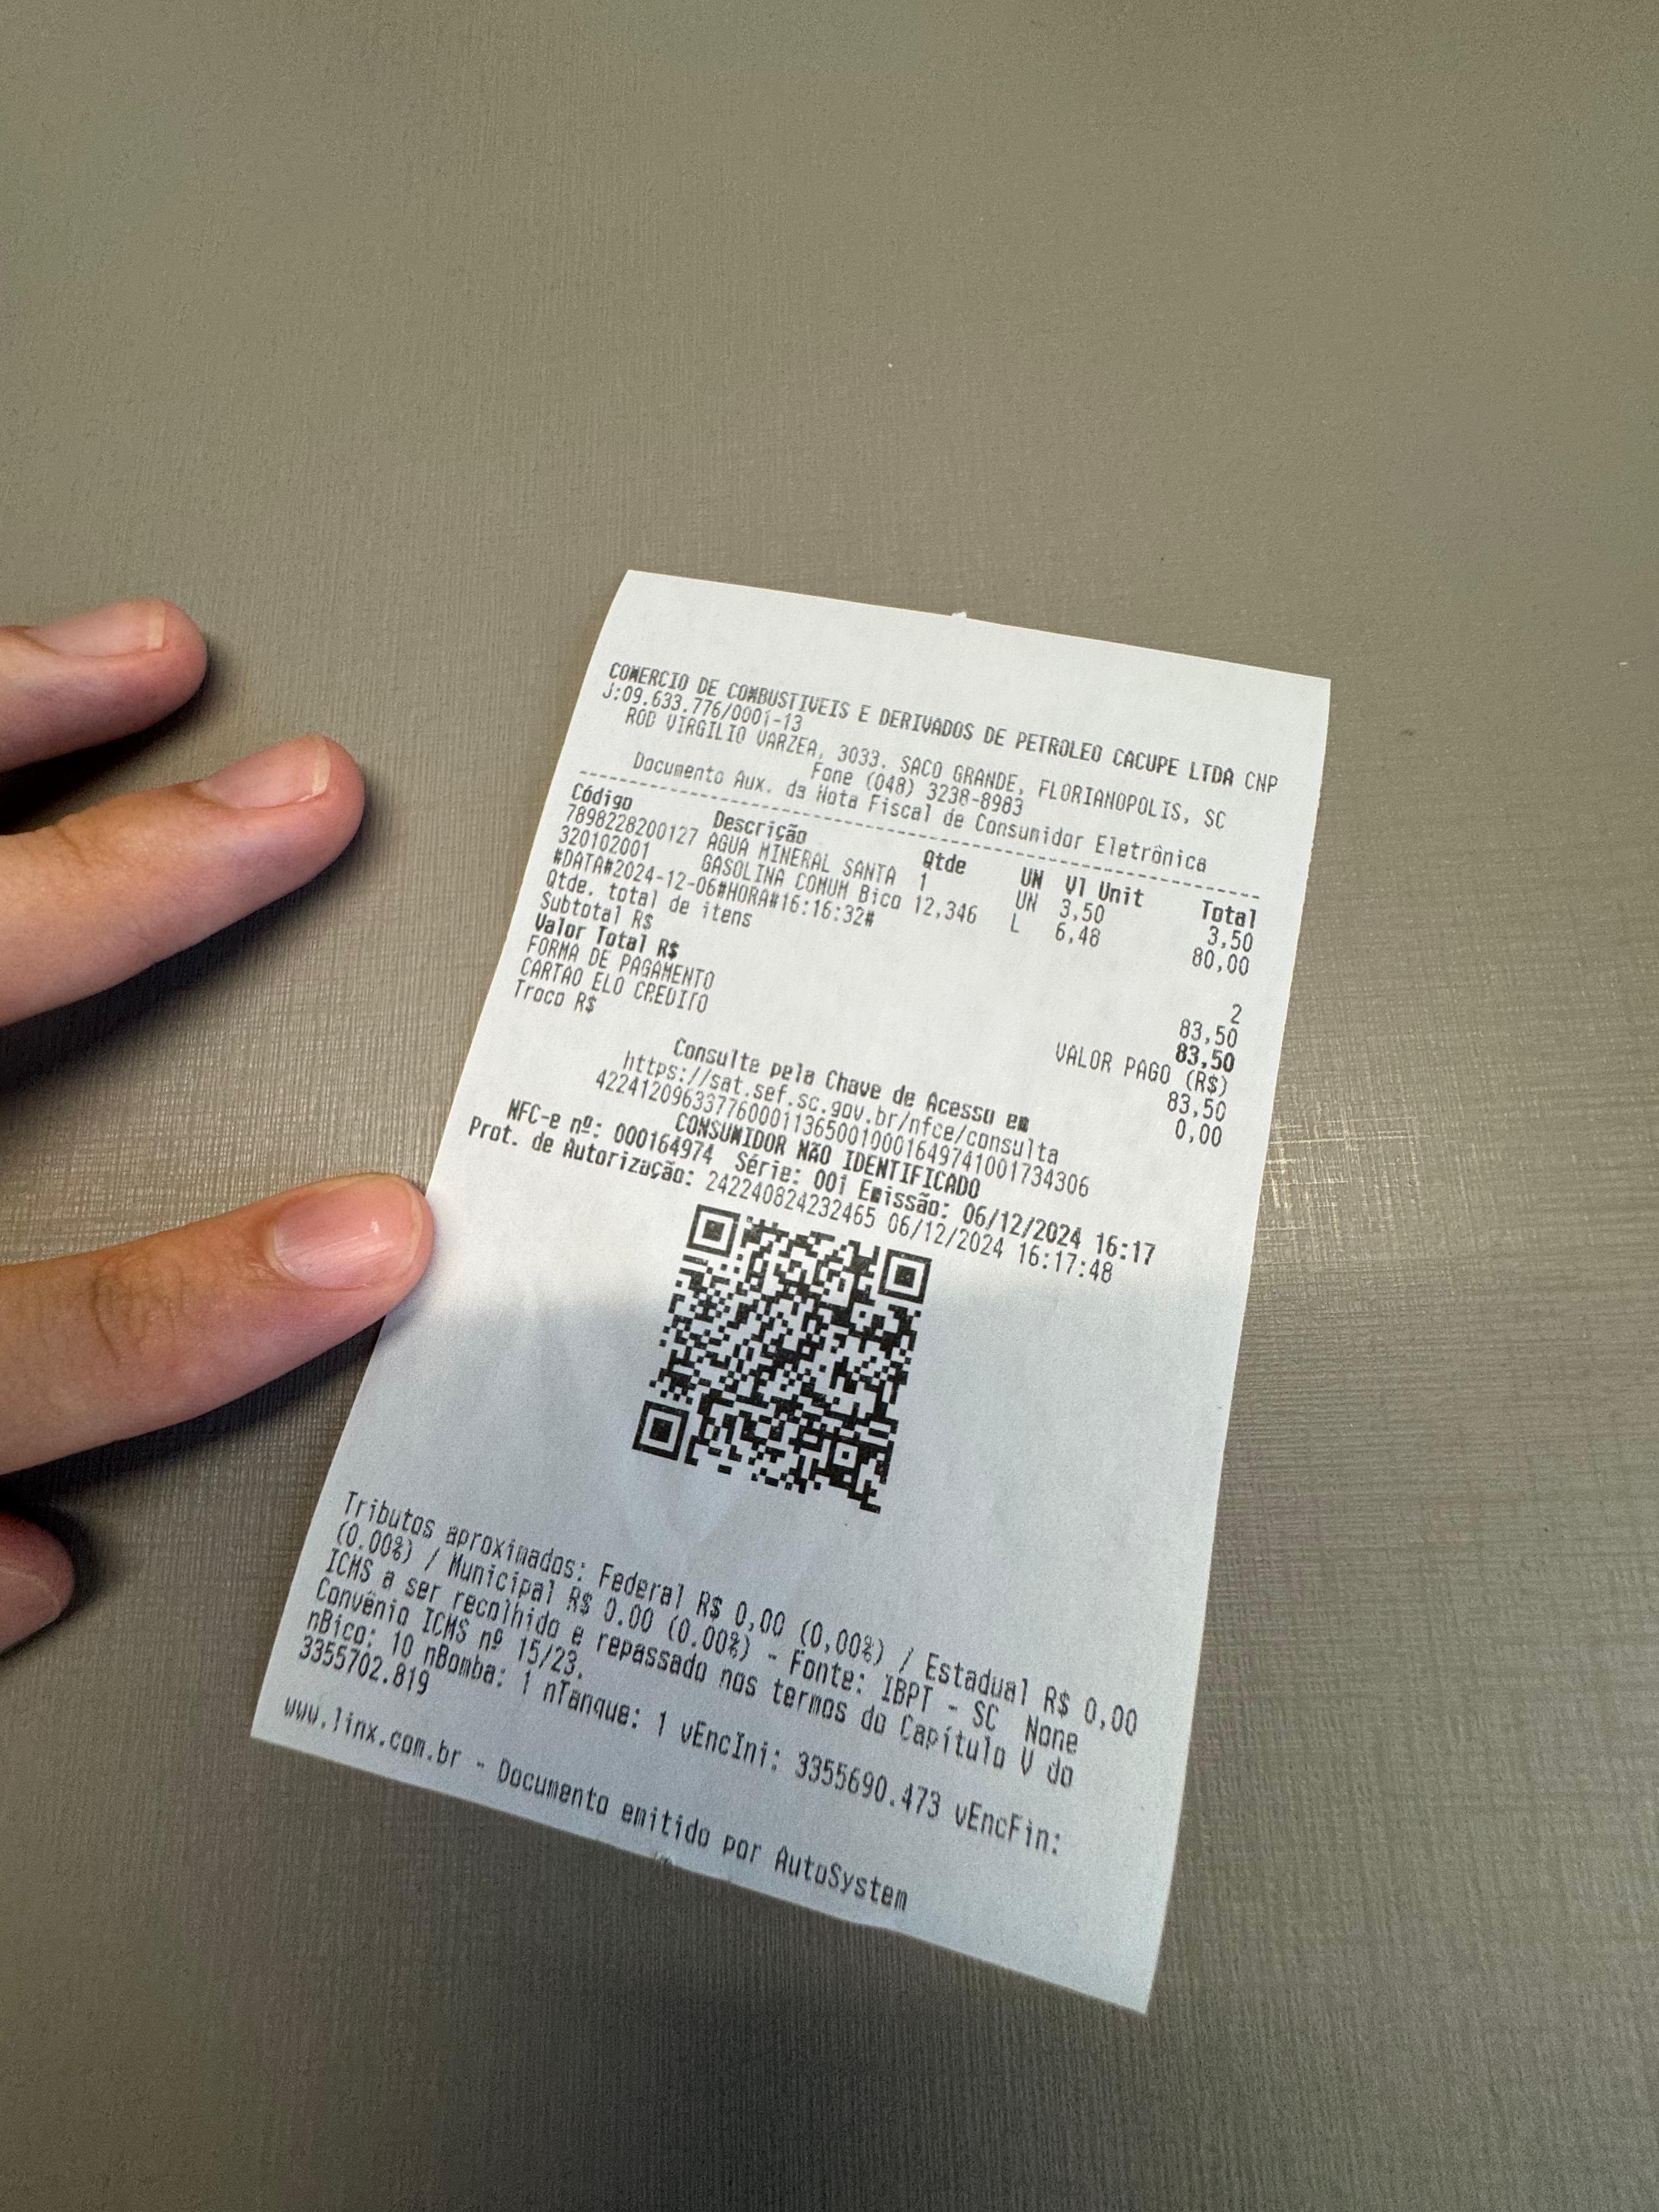 COMERCIO DE COMBUSTIVEIS E DERIVADOS DE PETROLEO CACUPE LTDA CNP
J:09.633.776/0001-13
ROD VIRGILIO VARZEA, 3033, SACO GRANDE, FLORIANOPOLIS, SC
Fone (048) 3238-8983
Documento Aux. da Nota Fiscal de Consumidor Eletrônica
Código Descrição Qtde UN Vl Unit Total
7898228200127 AGUA MINERAL SANTA 1 UN 3,50 3,50
320102001 GASOLINA COMUM Bico 12,346 L 6,48 80,00
#DATA#2024-12-06#HORA#16:16:32#
Qtde. total de itens 2
Subtotal R$ 83,50
Valor Total R$ 83,50
FORMA DE PAGAMENTO VALOR PAGO (R$)
CARTAO ELO CREDITO 83,50
Troco R$ 0,00
Consulte pela Chave de Acesso em
https://sat.sef.sc.gov.br/nfce/consulta
42241209633776000113650010001649741001734306
CONSUMIDOR NÃO IDENTIFICADO
NFC-e nº: 000164974 Série: 001 Emissão: 06/12/2024 16:17
Prot. de Autorização: 242240824232465 06/12/2024 16:17:48
Tributos aproximados: Federal R$ 0,00 (0,00%) / Estadual R$ 0,00
(0.00%) / Municipal R$ 0.00 (0.00%) - Fonte: IBPT - SC None
ICMS a ser recolhido e repassado nos termos do Capítulo V do
Convênio ICMS nº 15/23.
nBico: 10 nBomba: 1 nTanque: 1 vEncIni: 3355690.473 vEncFin:
3355702.819
www.linx.com.br - Documento emitido por AutoSystem